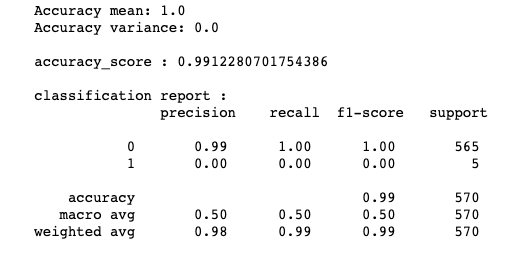 Accuracy mean: 1.0
Accuracy variance: 0.0
accuracy_score : 0.9912280701754386
classification report :
precision recall f1-score support
0 0.99 1.00 1.00 565
1 0.00 0.00 0.00 5
accuracy 0.99 570
macro avg 0.50 0.50 0.50 570
weighted avg 0.98 0.99 0.99 570